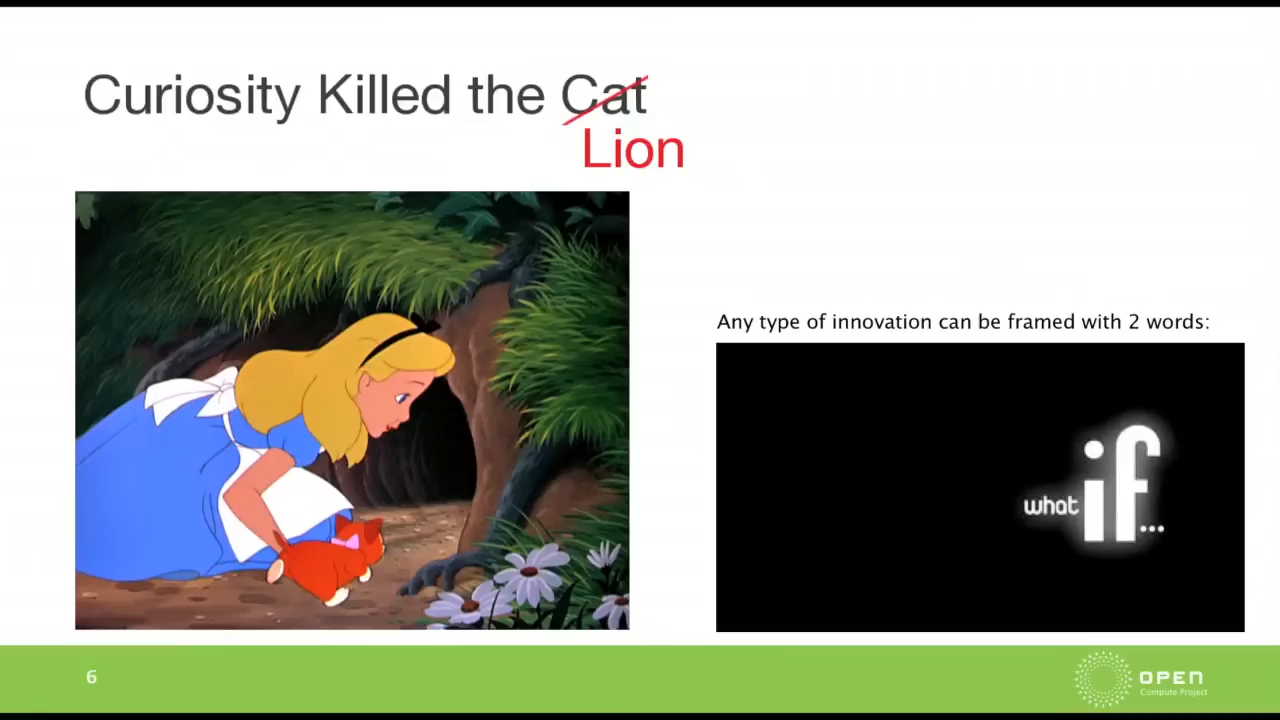 Curiosity Killed the Cat
Lion
Any type of innovation can be framed with 2 words:
what if...
6
OPEN
Compute Project